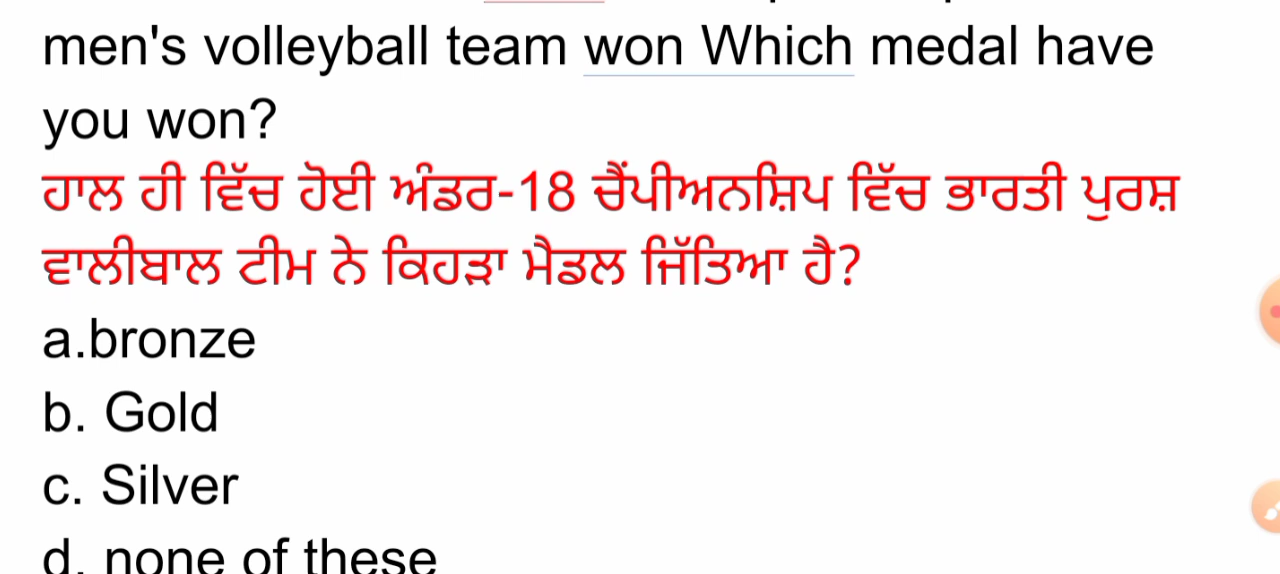 men's volleyball team won Which medal have
you won?
ਹਾਲ ਹੀ ਵਿੱਚ ਹੋਈ ਅੰਡਰ-18 ਚੈਂਪੀਅਨਸ਼ਿਪ ਵਿੱਚ ਭਾਰਤੀ ਪੁਰਸ਼
ਵਾਲੀਬਾਲ ਟੀਮ ਨੇ ਕਿਹੜਾ ਮੈਡਲ ਜਿੱਤਿਆ ਹੈ?
a.bronze
b. Gold
c. Silver
d. none of these